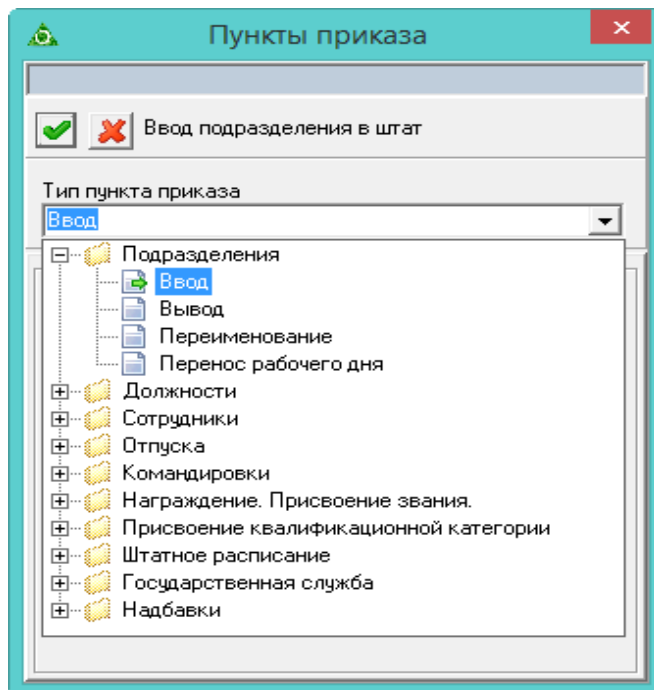 Пункты приказа
Ввод подразделения в штат
Тип пункта приказа
Ввод
Подразделения
Ввод
Вывод
Переименование
Перенос рабочего дня
Должности
Сотрудники
Отпуска
Командировки
Награждение. Присвоение звания.
Присвоение квалификационной категории
Штатное расписание
Государственная служба
Надбавки